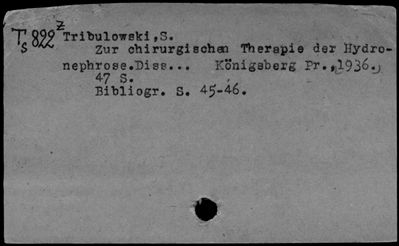 Z
Ts 822 Tribulowski,S.
Zur chirurgischen Therapie der Hydro-
nephrose.Diss... Königsberg Pr.,1936.
47 S.
Bibliogr. S. 45-46.